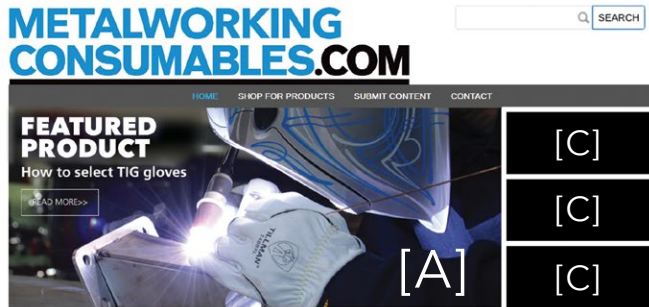 METALWORKING
CONSUMABLES.COM
SEARCH
HOME SHOP FOR PRODUCTS SUBMIT CONTENT CONTACT
FEATURED
PRODUCT
How to select TIG gloves
READ MORE>>
TILLMAN
[A]
[C]
[C]
[C]